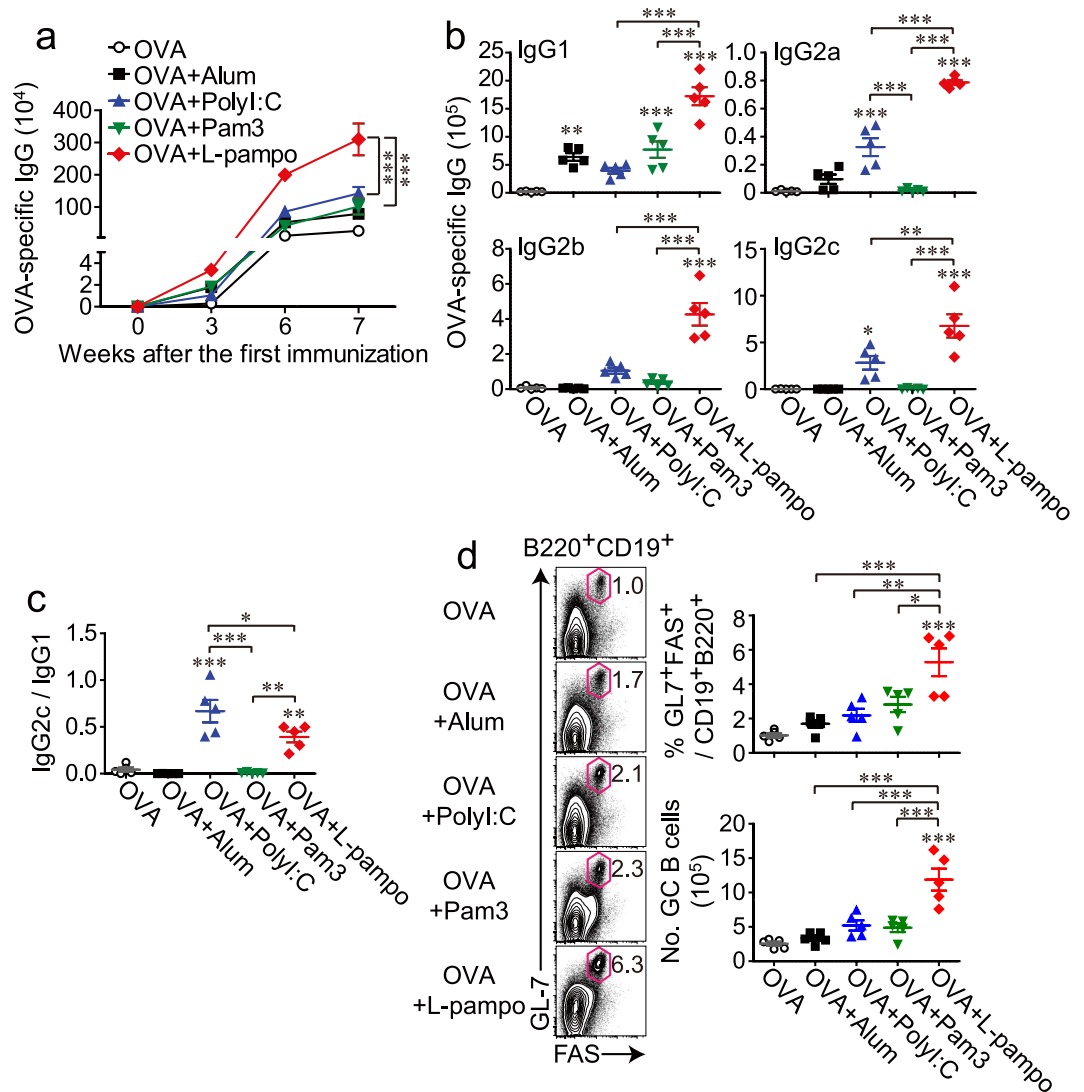 a
OVA
OVA+Alum
OVA+PolyI:C
OVA+Pam3
OVA+L-pampo
OVA-specific IgG (10⁴)
400
300
200
100
4
2
0
0 3 6 7
Weeks after the first immunization
***
***
b
OVA-specific IgG (10⁵)
IgG1
25
20
15
10
5
0
**
***
***
***
***
IgG2a
1.0
0.8
0.6
0.4
0.2
0
***
***
***
***
***
IgG2b
8
6
4
2
0
***
***
***
IgG2c
15
10
5
0
*
**
***
***
OVA
OVA+Alum
OVA+PolyI:C
OVA+Pam3
OVA+L-pampo
OVA
OVA+Alum
OVA+PolyI:C
OVA+Pam3
OVA+L-pampo
c
IgG2c / IgG1
1.5
1.0
0.5
0.0
*
***
***
**
**
OVA
OVA+Alum
OVA+PolyI:C
OVA+Pam3
OVA+L-pampo
d
B220⁺CD19⁺
OVA
1.0
OVA
+Alum
1.7
OVA
+PolyI:C
2.1
OVA
+Pam3
2.3
OVA
+L-pampo
6.3
GL-7
FAS
% GL7⁺FAS⁺
/ CD19⁺B220⁺
8
6
4
2
0
***
**
*
***
No. GC B cells
(10⁵)
20
15
10
5
0
***
***
***
***
OVA
OVA+Alum
OVA+PolyI:C
OVA+Pam3
OVA+L-pampo